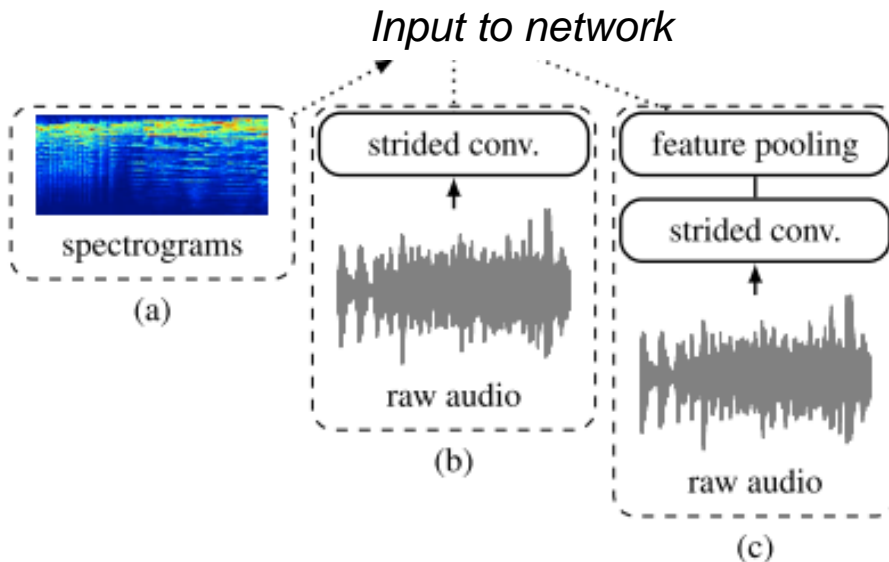 Input to network
spectrograms
(a)
strided conv.
raw audio
(b)
feature pooling
strided conv.
raw audio
(c)